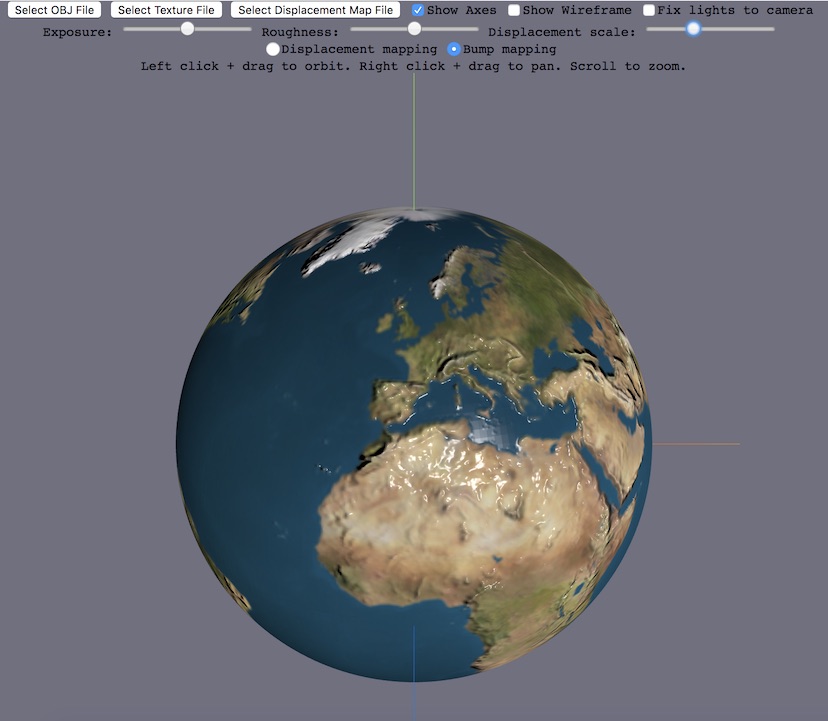 Select OBJ File Select Texture File Select Displacement Map File Show Axes Show Wireframe Fix lights to camera
Exposure: Roughness: Displacement scale:
Displacement mapping Bump mapping
Left click + drag to orbit. Right click + drag to pan. Scroll to zoom.